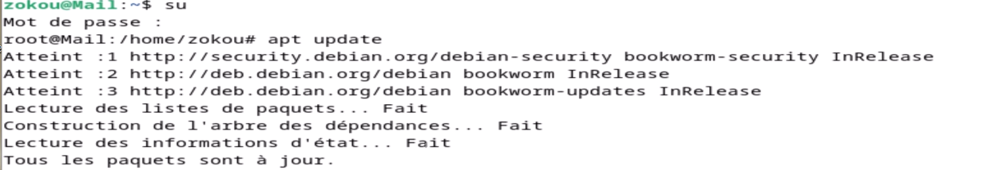 zokou@Mail:~$ su
Mot de passe :
root@Mail:/home/zokou# apt update
Atteint :1 http://security.debian.org/debian-security bookworm-security InRelease
Atteint :2 http://deb.debian.org/debian bookworm InRelease
Atteint :3 http://deb.debian.org/debian bookworm-updates InRelease
Lecture des listes de paquets... Fait
Construction de l'arbre des dépendances... Fait
Lecture des informations d'état... Fait
Tous les paquets sont à jour.